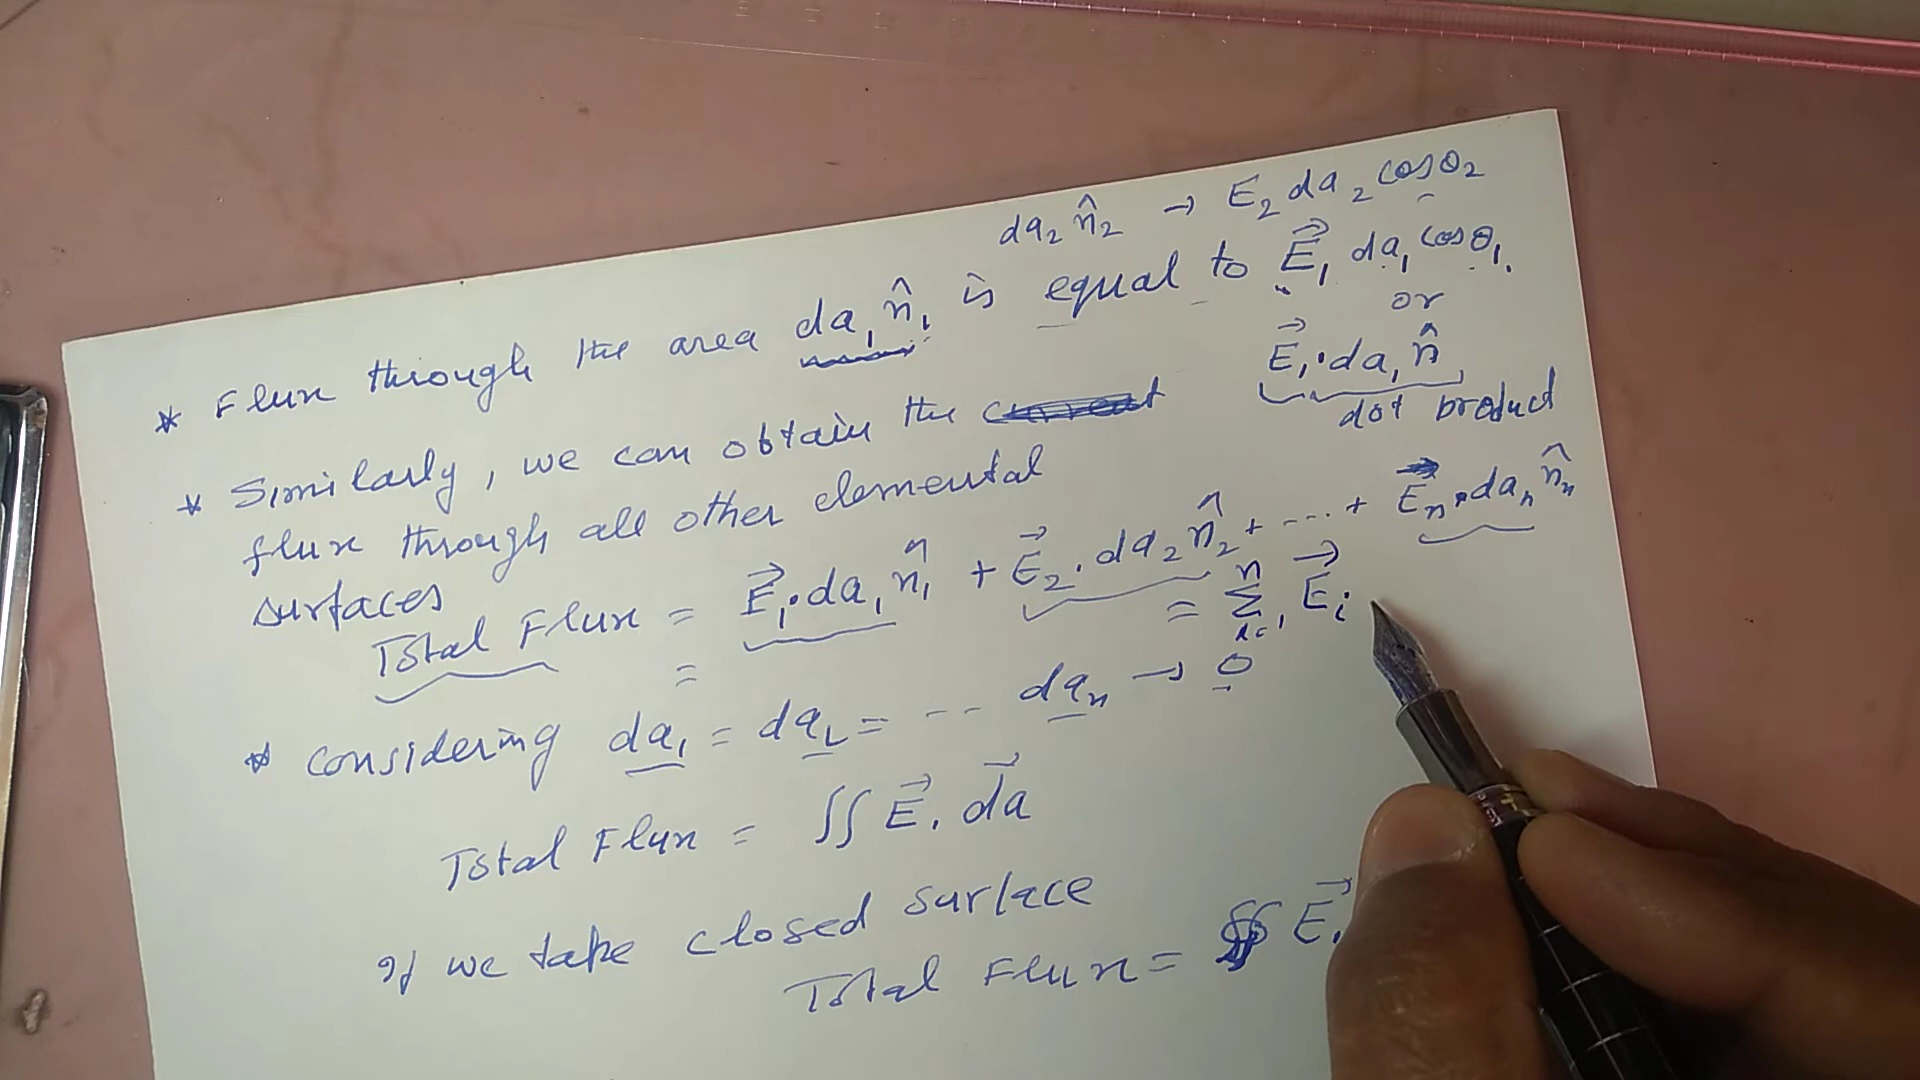 da₂ n̂₂ → E₂ da₂ cosθ₂
* Flux through the area da₁ n̂₁ is equal to E⃗₁ da₁ cosθ₁.
or
E⃗₁ · da₁ n̂
dot product
* Similarly, we can obtain the
flux through all other elemental
surfaces
Total Flux = E⃗₁ · da₁ n̂₁ + E⃗₂ · da₂ n̂₂ + --- + E⃗ₙ · daₙ n̂ₙ
= = ∑ⁿᵢ₌₁ E⃗ᵢ
* considering da₁ = da₂ = -- daₙ → 0
Total Flux = ∬ E⃗ . d⃗a
If we take closed surface
Total Flux = ∯ E⃗.